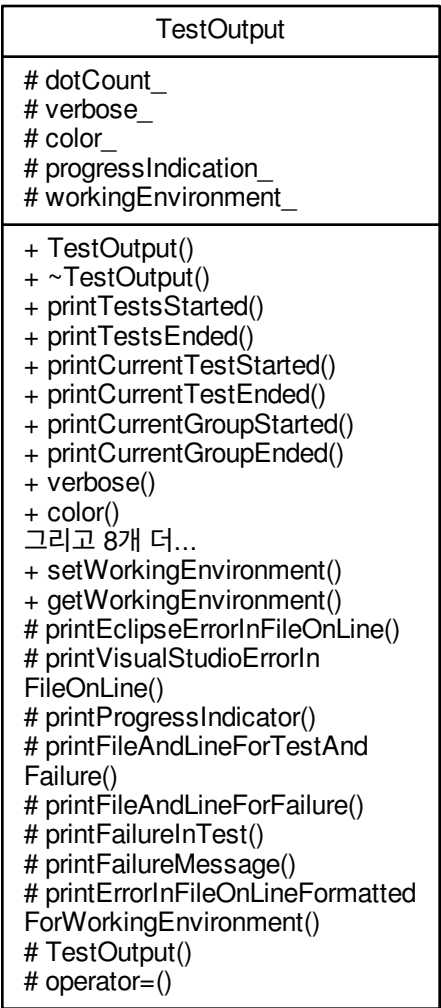 TestOutput
# dotCount_
# verbose_
# color_
# progressIndication_
# workingEnvironment_
+ TestOutput()
+ ~TestOutput()
+ printTestsStarted()
+ printTestsEnded()
+ printCurrentTestStarted()
+ printCurrentTestEnded()
+ printCurrentGroupStarted()
+ printCurrentGroupEnded()
+ verbose()
+ color()
그리고 8개 더...
+ setWorkingEnvironment()
+ getWorkingEnvironment()
# printEclipseErrorInFileOnLine()
# printVisualStudioErrorIn
FileOnLine()
# printProgressIndicator()
# printFileAndLineForTestAnd
Failure()
# printFileAndLineForFailure()
# printFailureInTest()
# printFailureMessage()
# printErrorInFileOnLineFormatted
ForWorkingEnvironment()
# TestOutput()
# operator=()